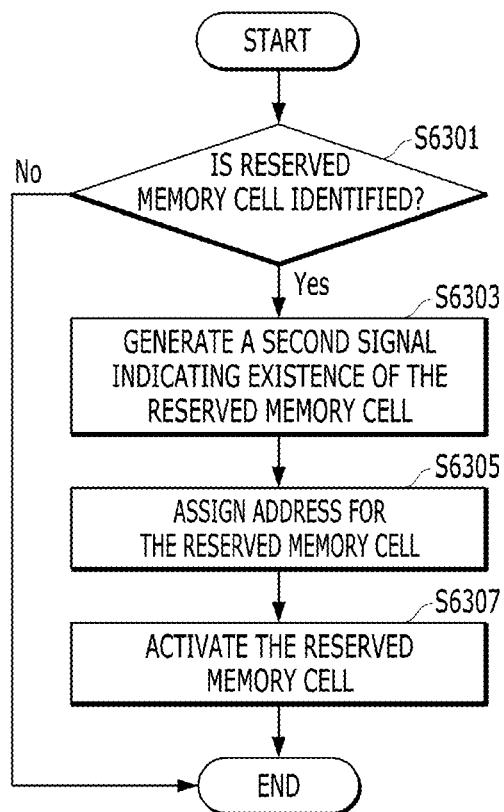 START
S6301
No
IS RESERVED
MEMORY CELL IDENTIFIED?
Yes
S6303
GENERATE A SECOND SIGNAL
INDICATING EXISTENCE OF THE
RESERVED MEMORY CELL
S6305
ASSIGN ADDRESS FOR
THE RESERVED MEMORY CELL
S6307
ACTIVATE THE RESERVED
MEMORY CELL
END